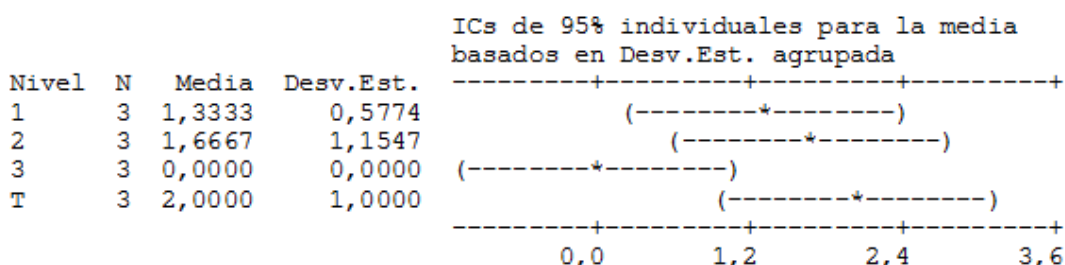 ICs de 95% individuales para la media
basados en Desv.Est. agrupada
Nivel  N   Media  Desv.Est.  ---------+---------+---------+---------+
1      3  1,3333     0,5774             (--------*--------)
2      3  1,6667     1,1547                (--------*--------)
3      3  0,0000     0,0000  (--------*--------)
T      3  2,0000     1,0000                   (--------*--------)
---------+---------+---------+---------+
0,0       1,2       2,4       3,6